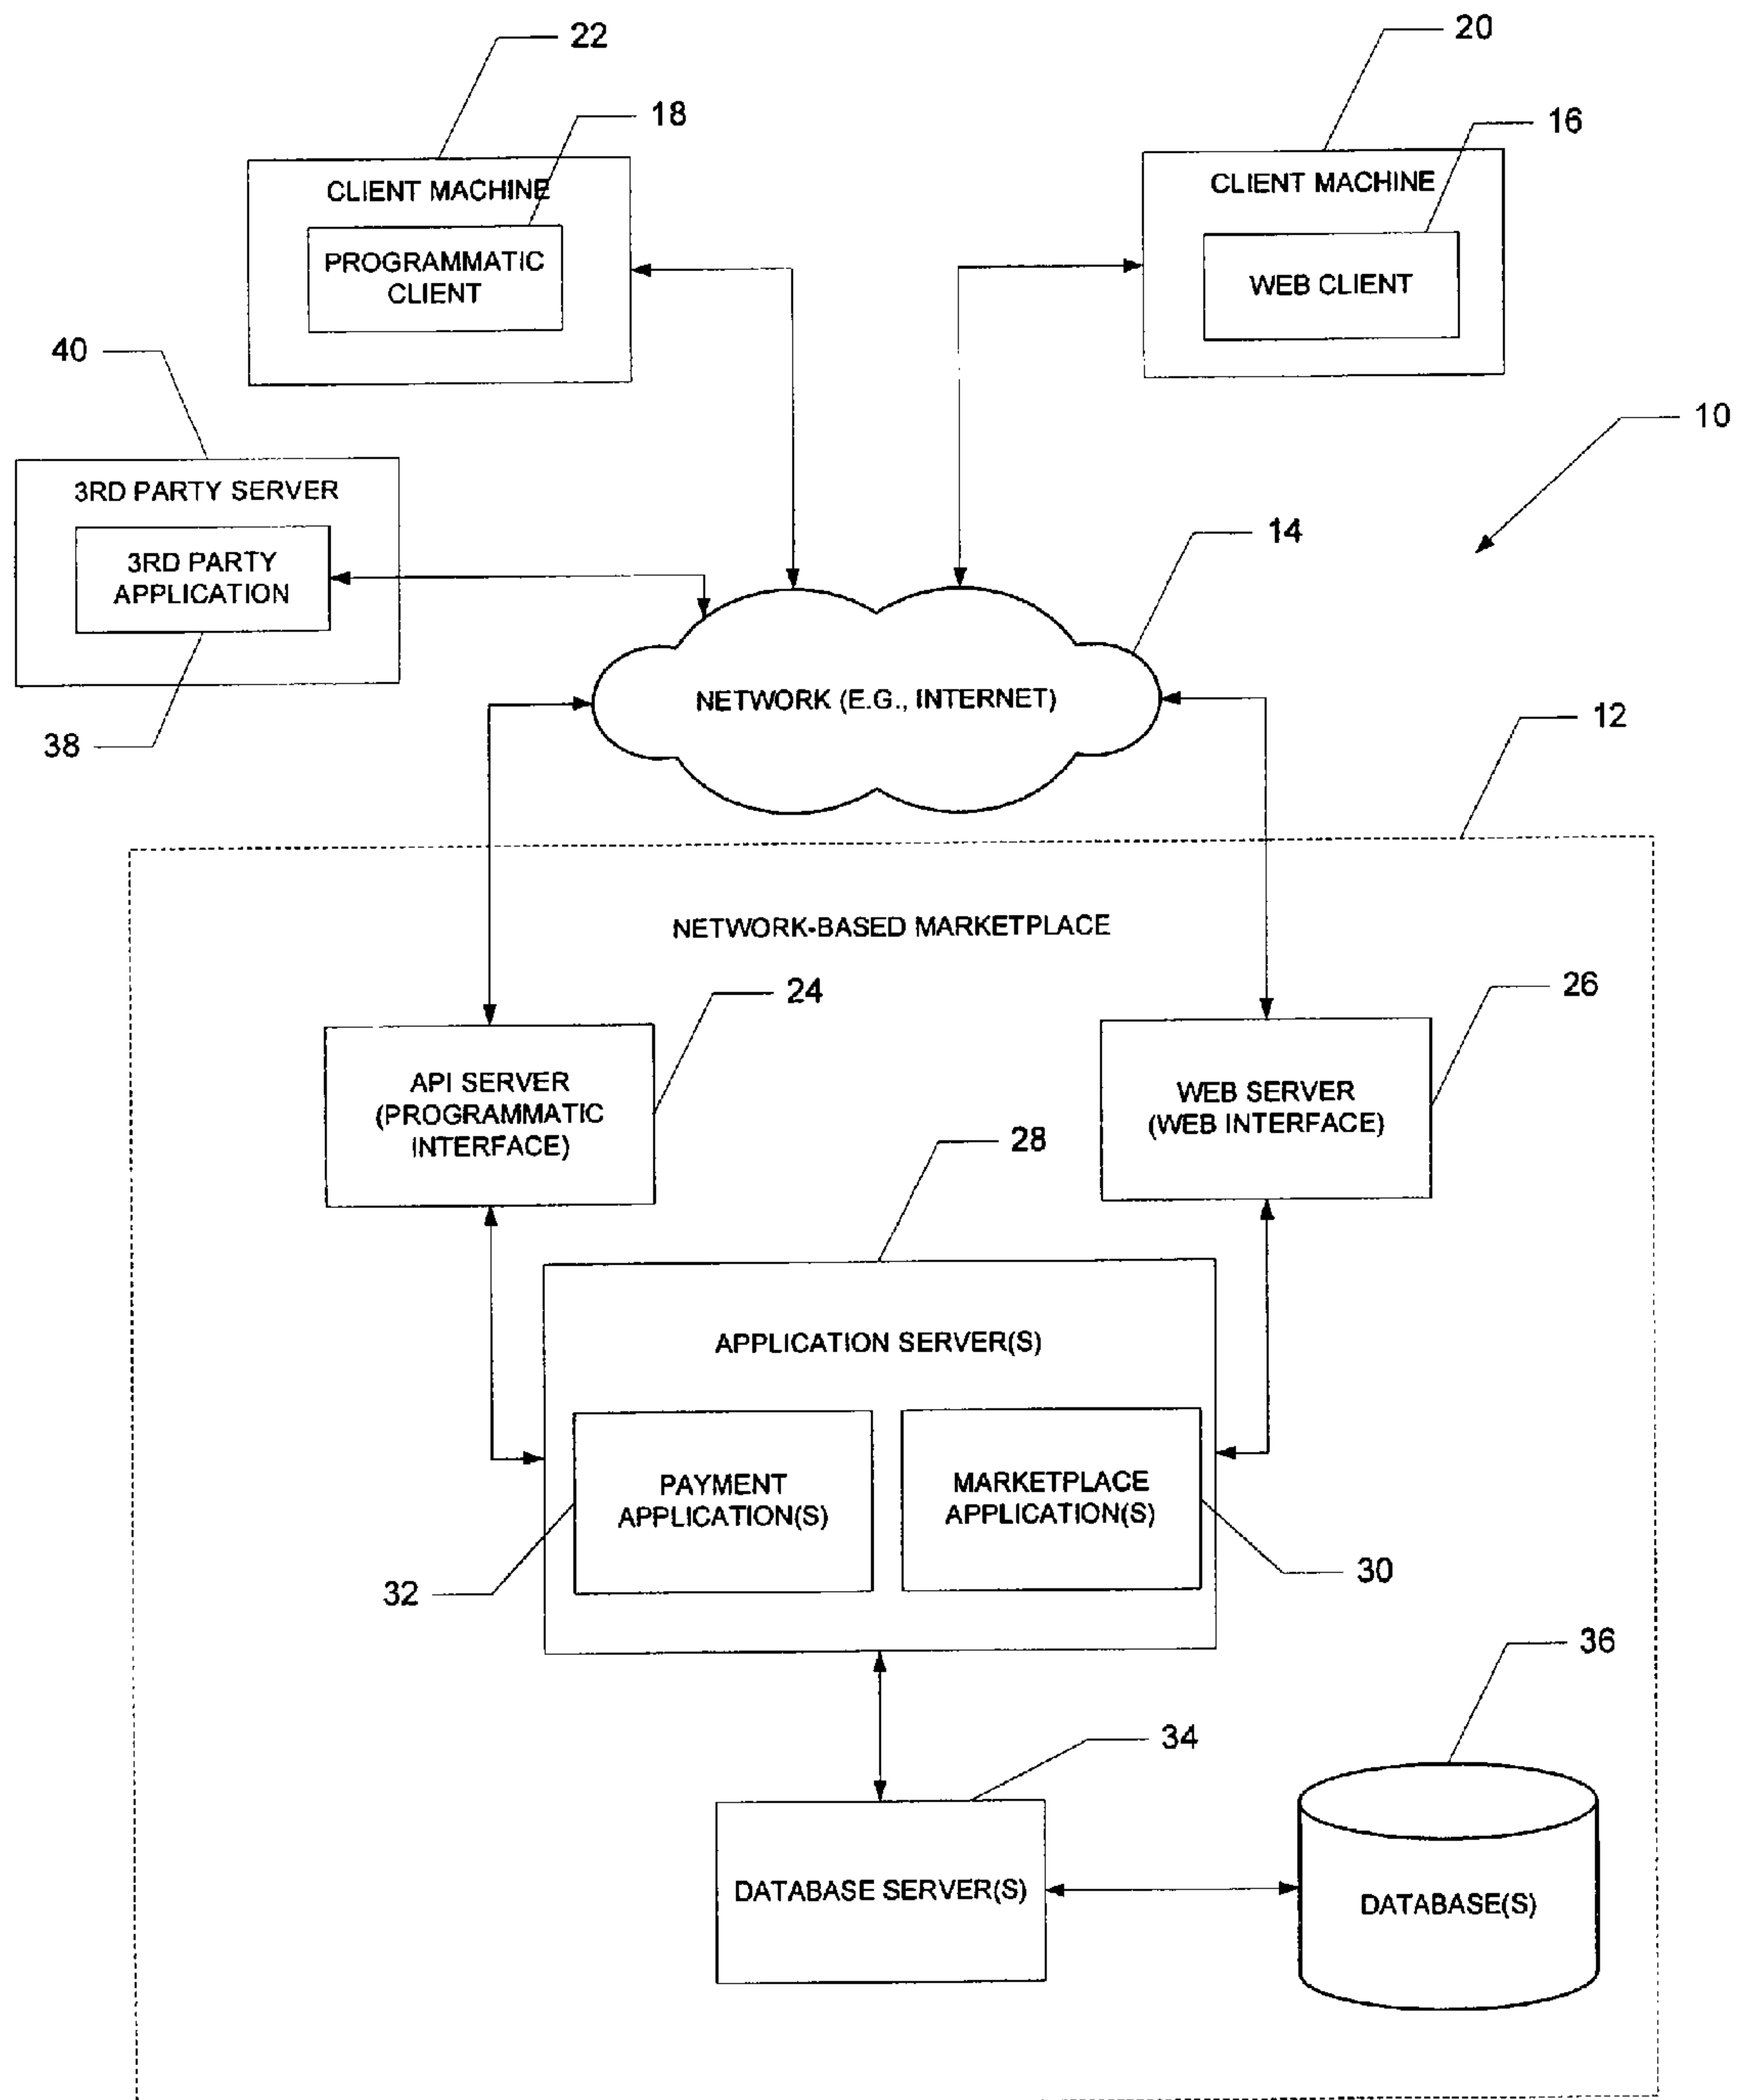 22
20
18
16
CLIENT MACHINE
CLIENT MACHINE
PROGRAMMATIC
CLIENT
WEB CLIENT
40
10
3RD PARTY SERVER
14
3RD PARTY
APPLICATION
NETWORK (E.G., INTERNET)
12
38
NETWORK-BASED MARKETPLACE
24
26
API SERVER
(PROGRAMMATIC
INTERFACE)
WEB SERVER
(WEB INTERFACE)
28
APPLICATION SERVER(S)
PAYMENT
APPLICATION(S)
MARKETPLACE
APPLICATION(S)
32
30
36
34
DATABASE SERVER(S)
DATABASE(S)